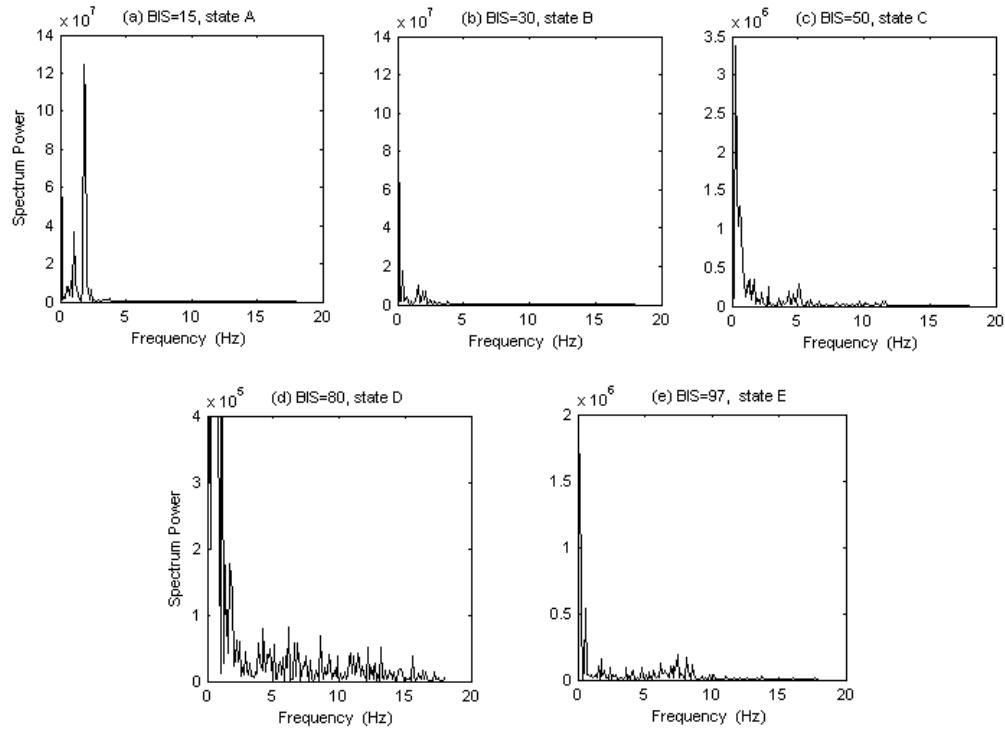 (a) BIS=15, state A
x 10^7
14
12
10
8
6
4
2
0
0 5 10 15 20
Spectrum Power
Frequency (Hz)
(b) BIS=30, state B
x 10^7
14
12
10
8
6
4
2
0
0 5 10 15 20
Frequency (Hz)
(c) BIS=50, state C
x 10^6
3.5
3
2.5
2
1.5
1
0.5
0
0 5 10 15 20
Frequency (Hz)
(d) BIS=80, state D
x 10^5
4
3
2
1
0
0 5 10 15 20
Spectrum Power
Frequency (Hz)
(e) BIS=97, state E
x 10^6
2
1.5
1
0.5
0
0 5 10 15 20
Frequency (Hz)